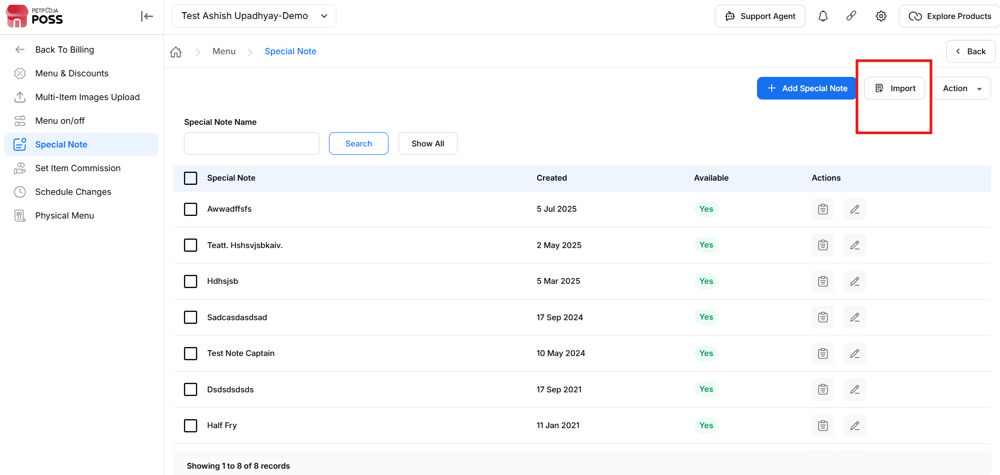 PETPOOJA
POSS
Test Ashish Upadhyay-Demo
Support Agent
Explore Products
Back To Billing
Menu & Discounts
Multi-Item Images Upload
Menu on/off
Special Note
Set Item Commission
Schedule Changes
Physical Menu
Menu
Special Note
Back
Add Special Note
Import
Action
Special Note Name
Search
Show All
Special Note Created Available Actions
Awwadffsfs 5 Jul 2025 Yes
Teatt. Hshsvjsbkaiv. 2 May 2025 Yes
Hdhsjsb 5 Mar 2025 Yes
Sadcasdasdsad 17 Sep 2024 Yes
Test Note Captain 10 May 2024 Yes
Dsdsdsdsds 17 Sep 2021 Yes
Half Fry 11 Jan 2021 Yes
Showing 1 to 8 of 8 records